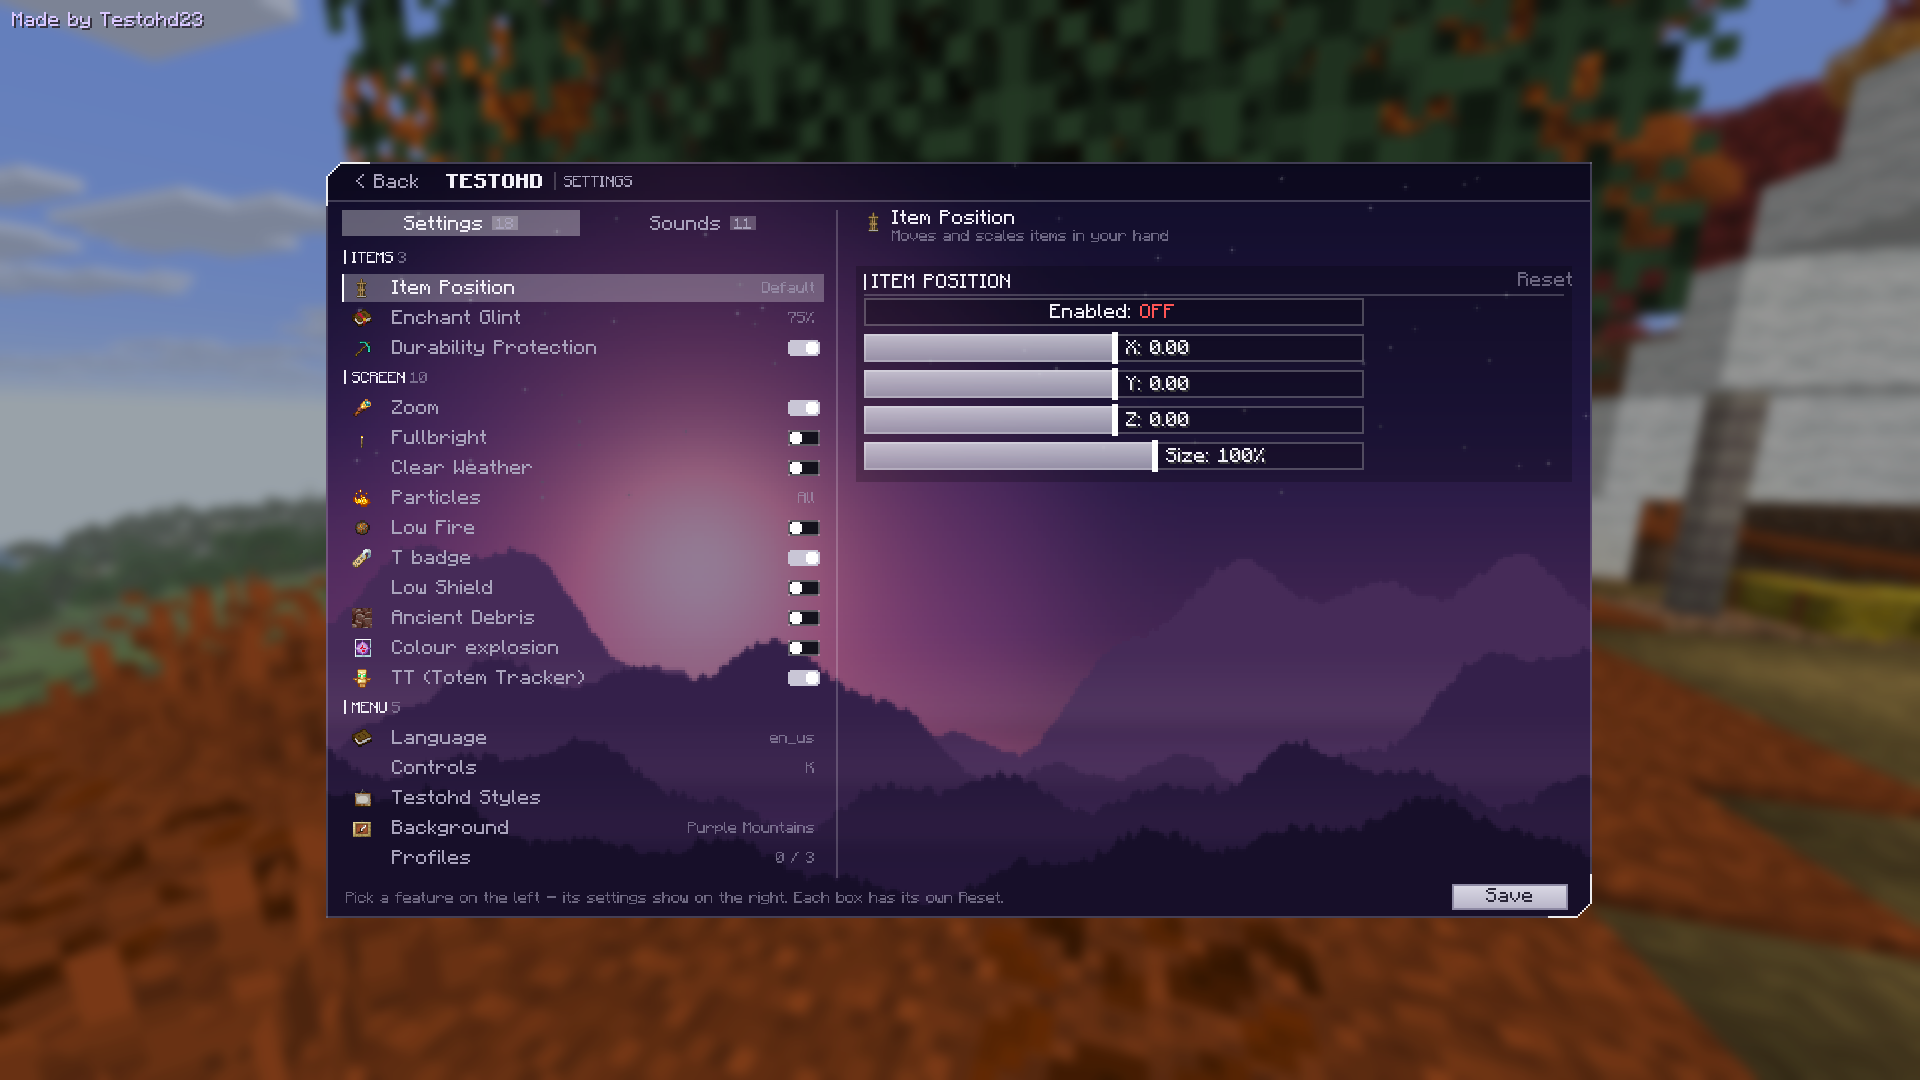 Made by Testohd23
< Back TESTOHD | SETTINGS
Settings 18
Sounds 11
ITEMS 3
Item Position Default
Enchant Glint 75%
Durability Protection
SCREEN 10
Zoom
Fullbright
Clear Weather
Particles All
Low Fire
T badge
Low Shield
Ancient Debris
Colour explosion
TT (Totem Tracker)
MENU 5
Language en_us
Controls K
Testohd Styles
Background Purple Mountains
Profiles 0 / 3
Item Position
Moves and scales items in your hand
ITEM POSITION Reset
Enabled: OFF
X: 0.00
Y: 0.00
Z: 0.00
Size: 100%
Pick a feature on the left – its settings show on the right. Each box has its own Reset.
Save